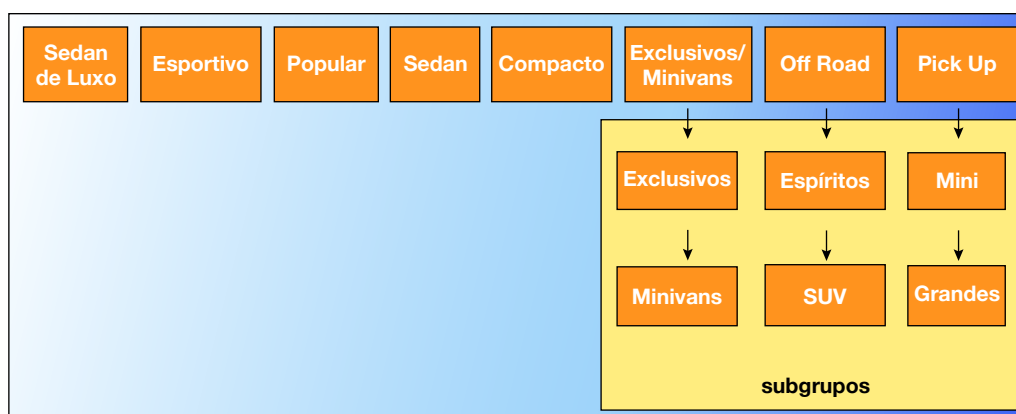 Sedan
de Luxo
Esportivo
Popular
Sedan
Compacto
Exclusivos/
Minivans
Off Road
Pick Up
Exclusivos
Espíritos
Mini
Minivans
SUV
Grandes
subgrupos